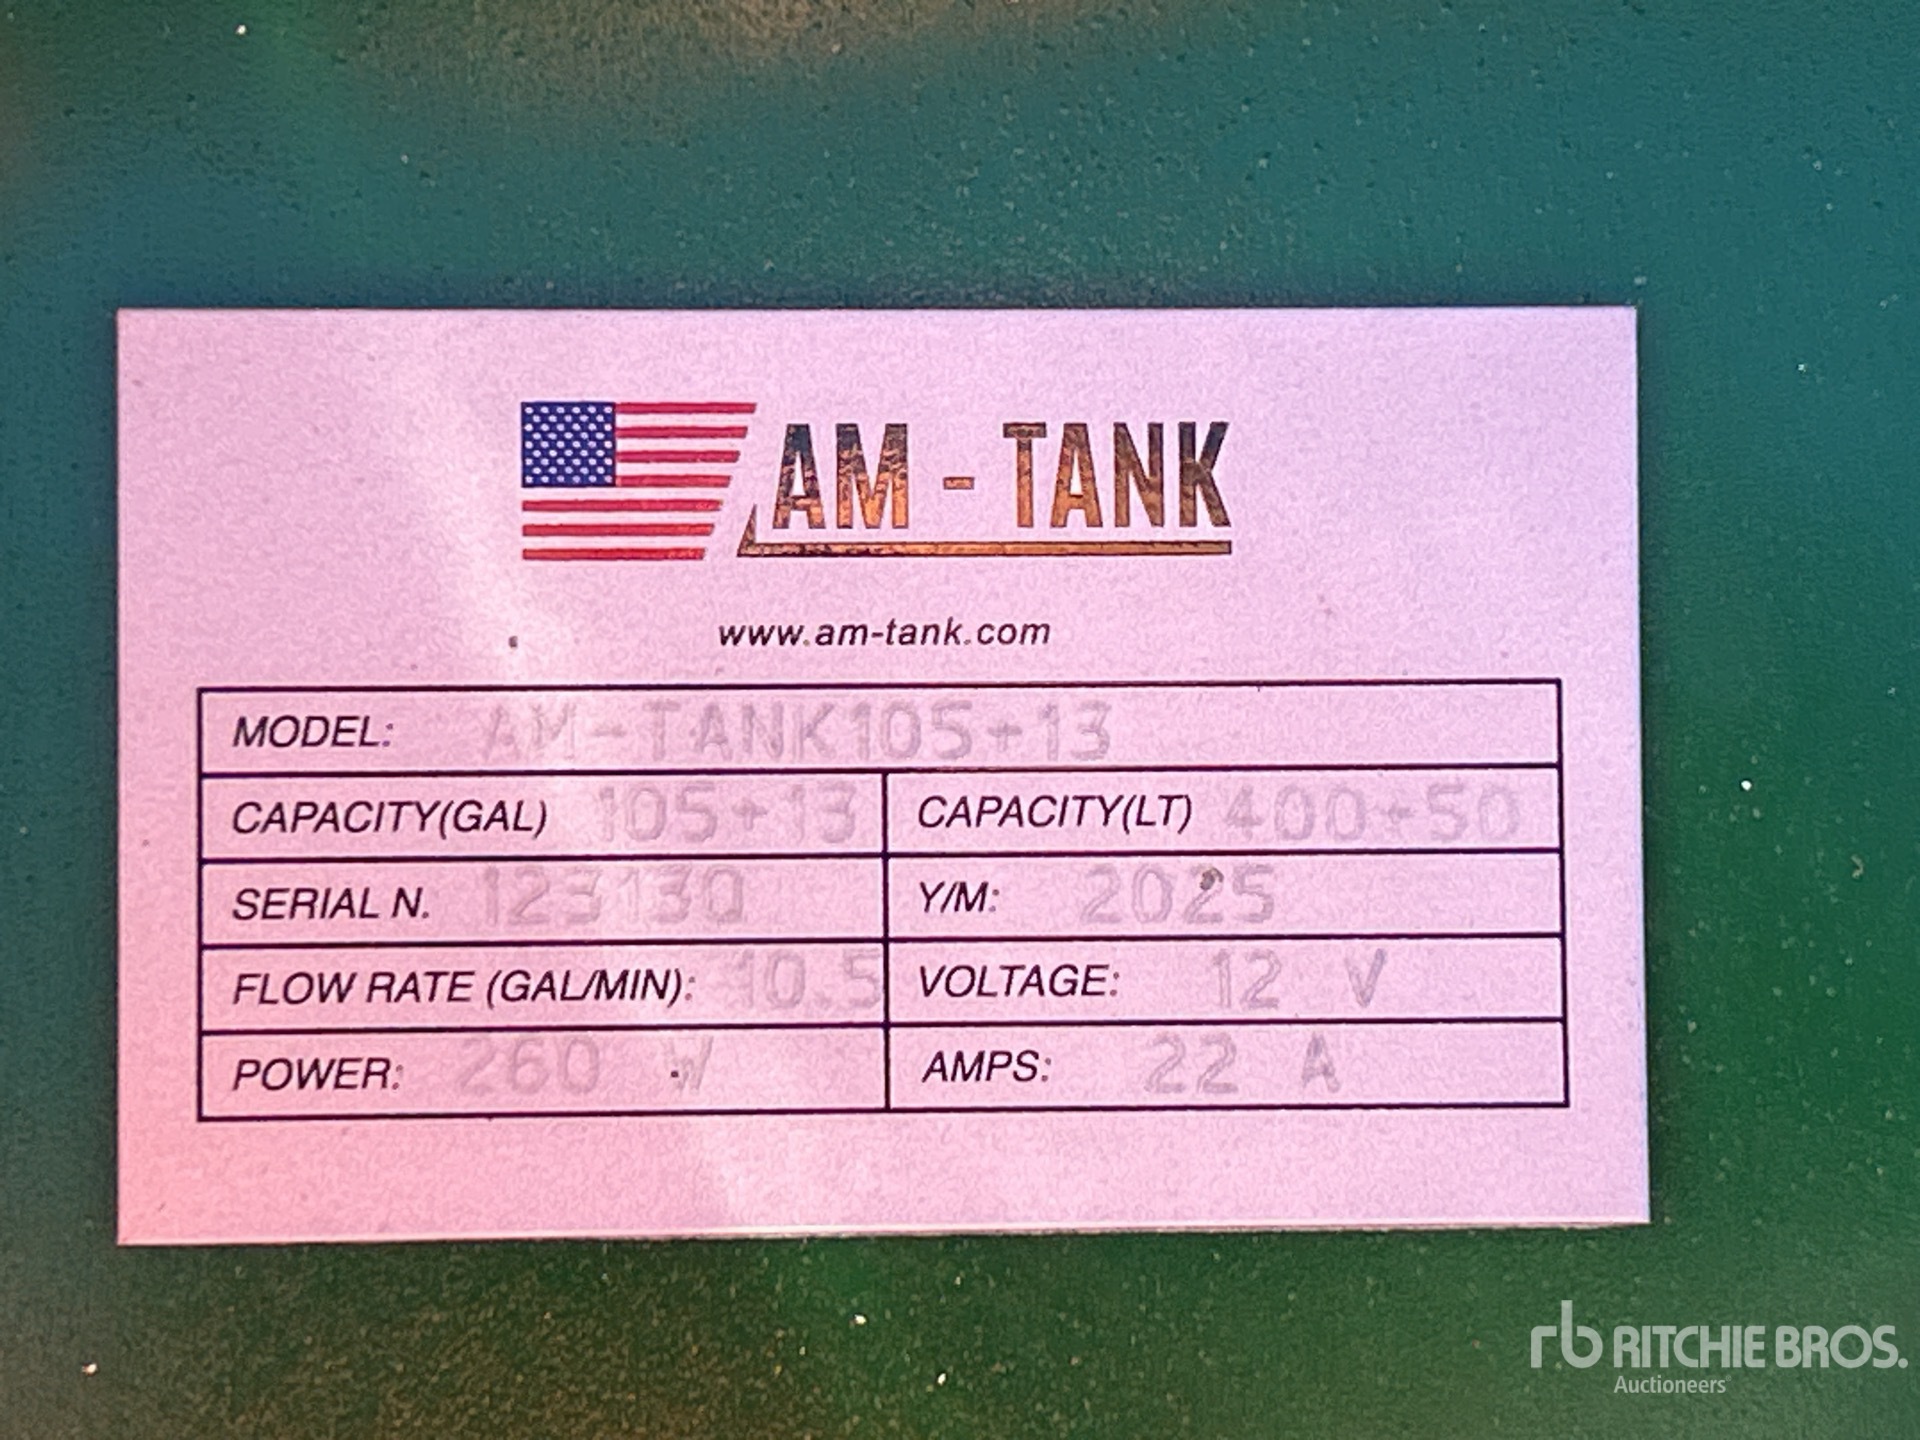 AM - TANK
www.am-tank.com
MODEL: AM-TANK105+13
CAPACITY(GAL) 105+13 CAPACITY(LT) 400+50
SERIAL N. 123130 Y/M: 2025
FLOW RATE (GAL/MIN): 10.5 VOLTAGE: 12 V
POWER: 260 W AMPS: 22 A
rb RITCHIE BROS.
Auctioneers